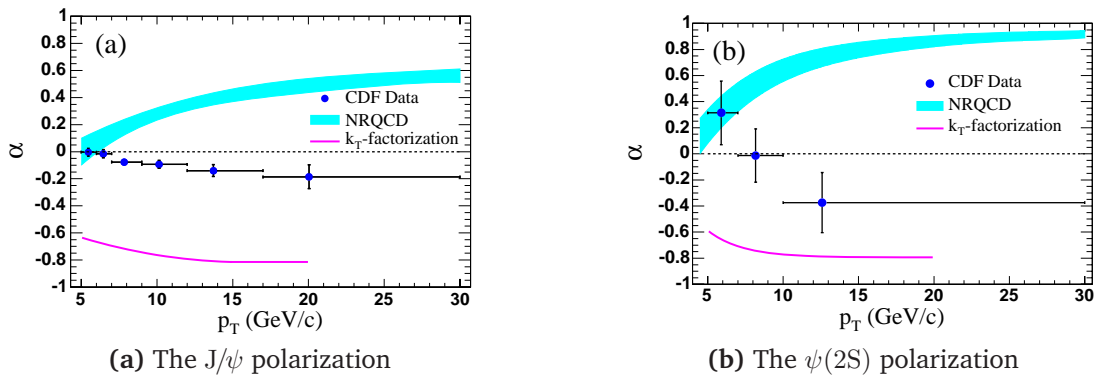 (a)
1
0.8
0.6
0.4
0.2
0
-0.2
-0.4
-0.6
-0.8
-1
α
CDF Data
NRQCD
k_T-factorization
5 10 15 20 25 30
p_T (GeV/c)
(a) The J/ψ polarization
(b)
1
0.8
0.6
0.4
0.2
0
-0.2
-0.4
-0.6
-0.8
-1
α
CDF Data
NRQCD
k_T-factorization
5 10 15 20 25 30
p_T (GeV/c)
(b) The ψ(2S) polarization